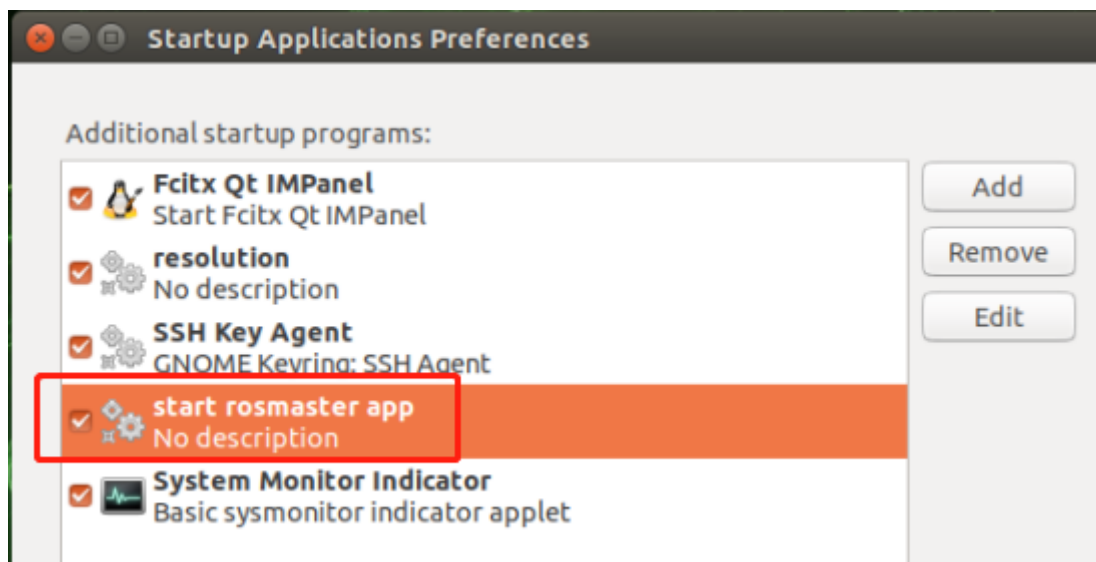 Startup Applications Preferences
Additional startup programs:
Fcitx Qt IMPanel
Start Fcitx Qt IMPanel
resolution
No description
SSH Key Agent
GNOME Keyring: SSH Agent
start rosmaster app
No description
System Monitor Indicator
Basic sysmonitor indicator applet
Add
Remove
Edit